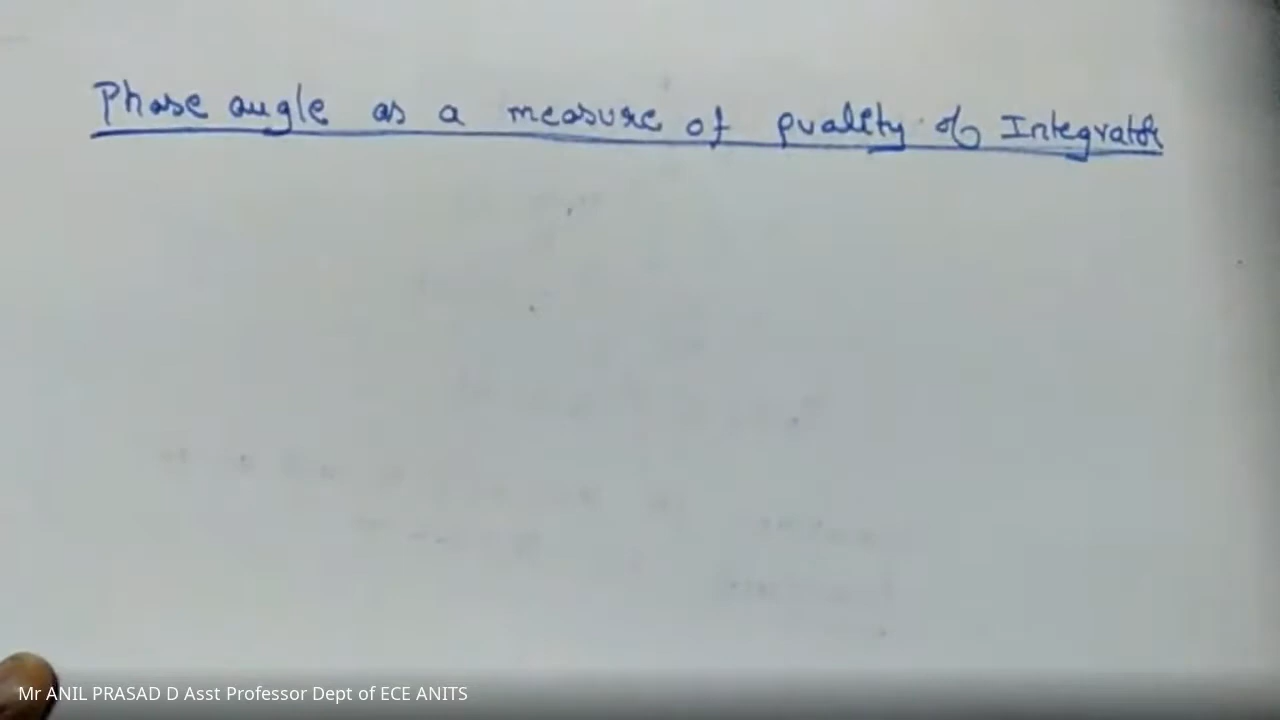 Phase angle as a measure of quality of Integrator
Mr ANIL PRASAD D Asst Professor Dept of ECE ANITS